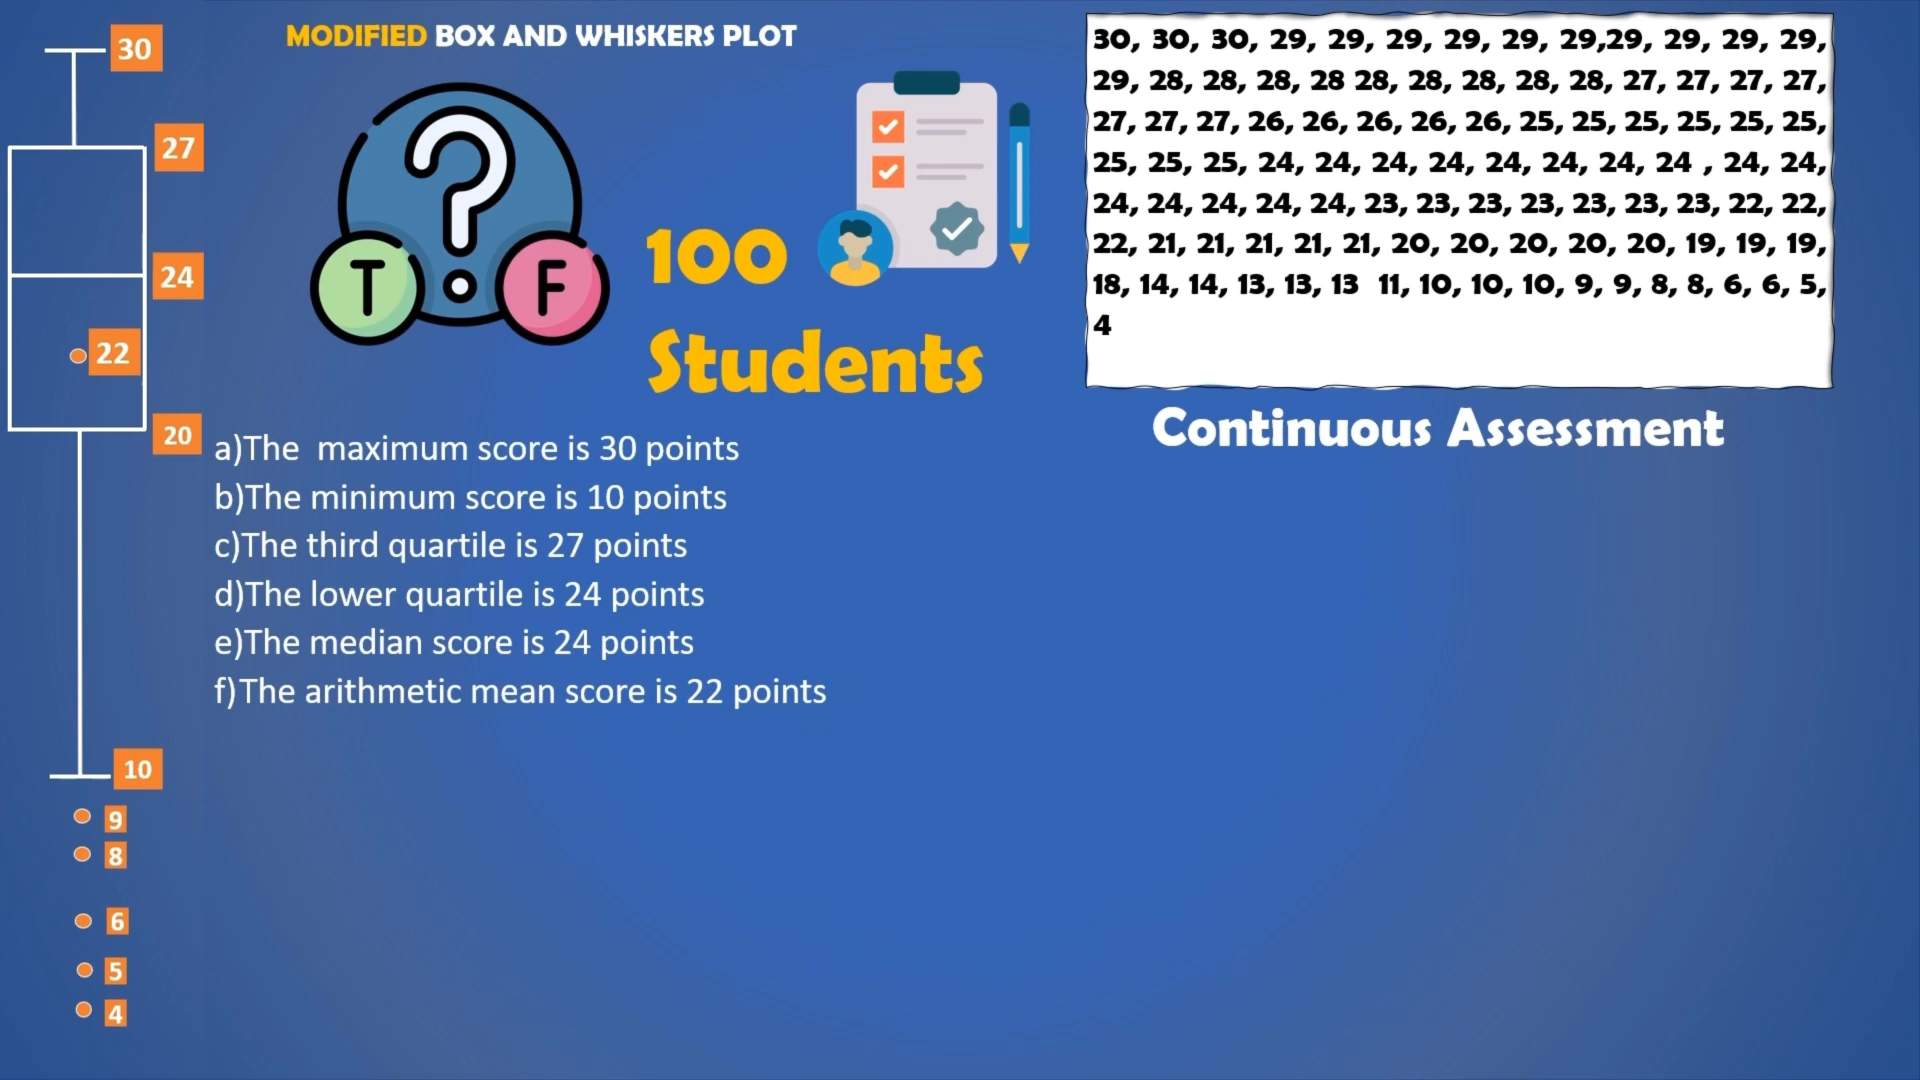 MODIFIED BOX AND WHISKERS PLOT
30
27
24
22
20
10
9
8
6
5
4
T
F
100
Students
30, 30, 30, 29, 29, 29, 29, 29, 29,29, 29, 29, 29,
29, 28, 28, 28, 28 28, 28, 28, 28, 28, 27, 27, 27, 27,
27, 27, 27, 26, 26, 26, 26, 26, 25, 25, 25, 25, 25, 25,
25, 25, 25, 24, 24, 24, 24, 24, 24, 24, 24 , 24, 24,
24, 24, 24, 24, 24, 23, 23, 23, 23, 23, 23, 23, 22, 22,
22, 21, 21, 21, 21, 21, 20, 20, 20, 20, 20, 19, 19, 19,
18, 14, 14, 13, 13, 13 11, 10, 10, 10, 9, 9, 8, 8, 6, 6, 5,
4
Continuous Assessment
a)The maximum score is 30 points
b)The minimum score is 10 points
c)The third quartile is 27 points
d)The lower quartile is 24 points
e)The median score is 24 points
f)The arithmetic mean score is 22 points